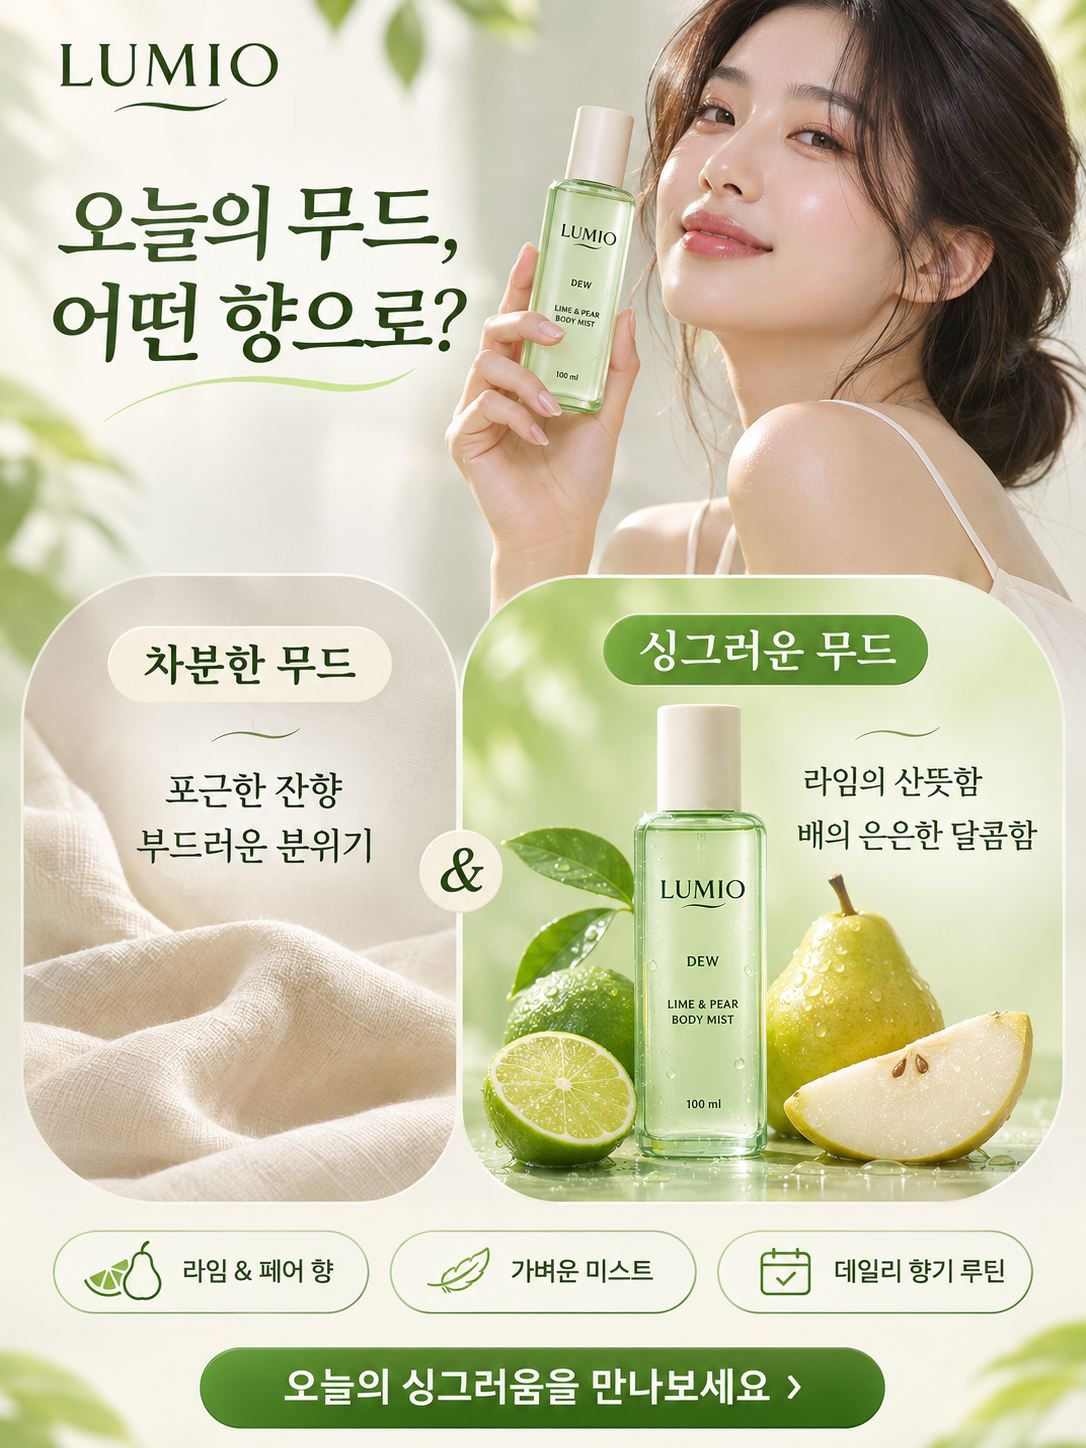 LUMIO
오늘의 무드,
어떤 향으로?
LUMIO
DEW
LIME & PEAR
BODY MIST
100 ml
차분한 무드
포근한 잔향
부드러운 분위기
&
싱그러운 무드
라임의 산뜻함
배의 은은한 달콤함
LUMIO
DEW
LIME & PEAR
BODY MIST
100 ml
라임 & 페어 향
가벼운 미스트
데일리 향기 루틴
오늘의 싱그러움을 만나보세요 >